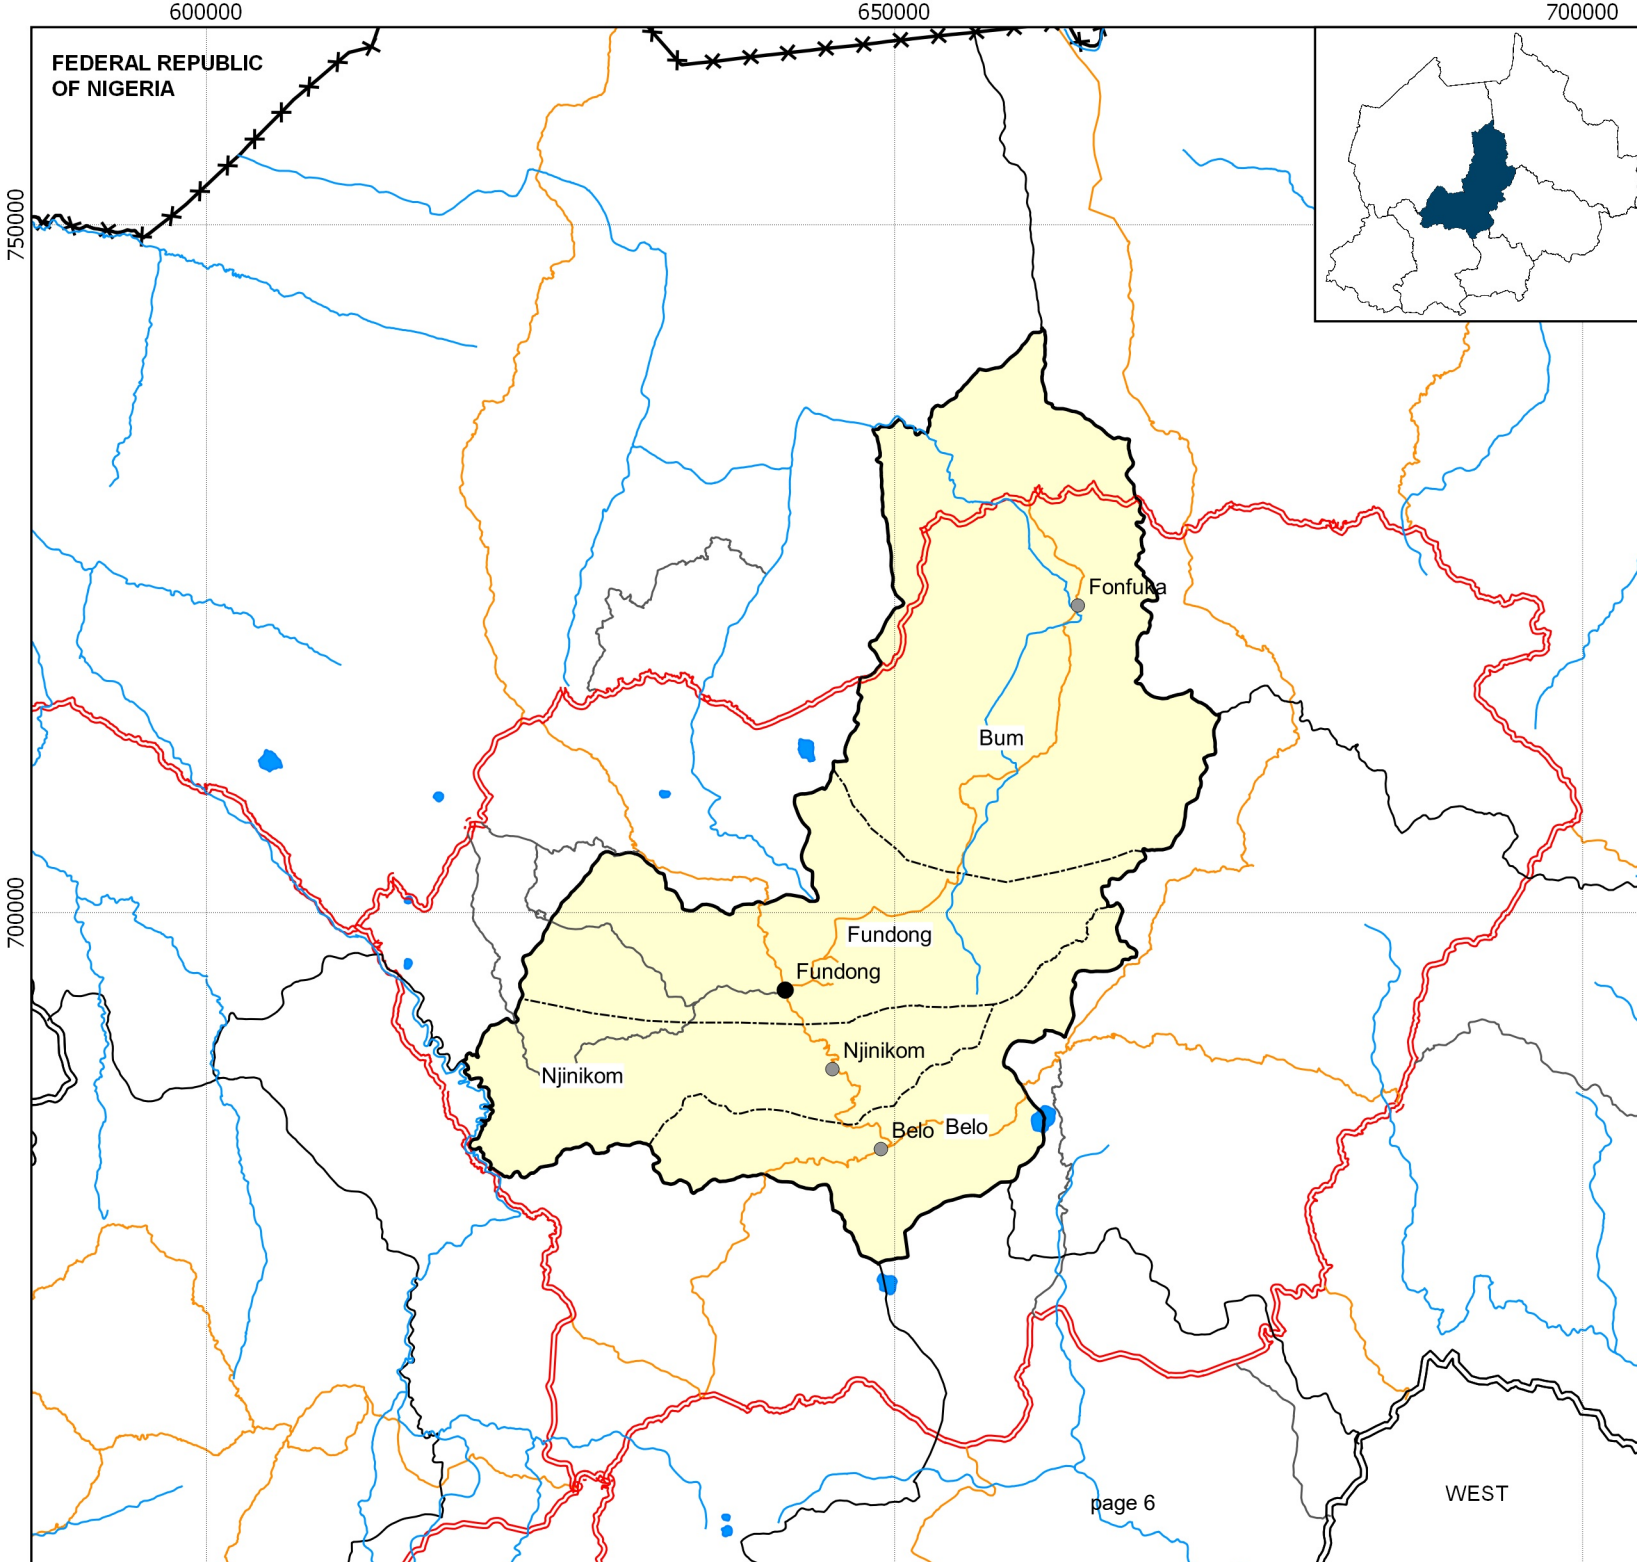 600000
650000
700000
FEDERAL REPUBLIC
OF NIGERIA
750000
Fonfuka
Bum
700000
Fundong
Fundong
Njinikom
Njinikom
Belo
Belo
WEST
page 6